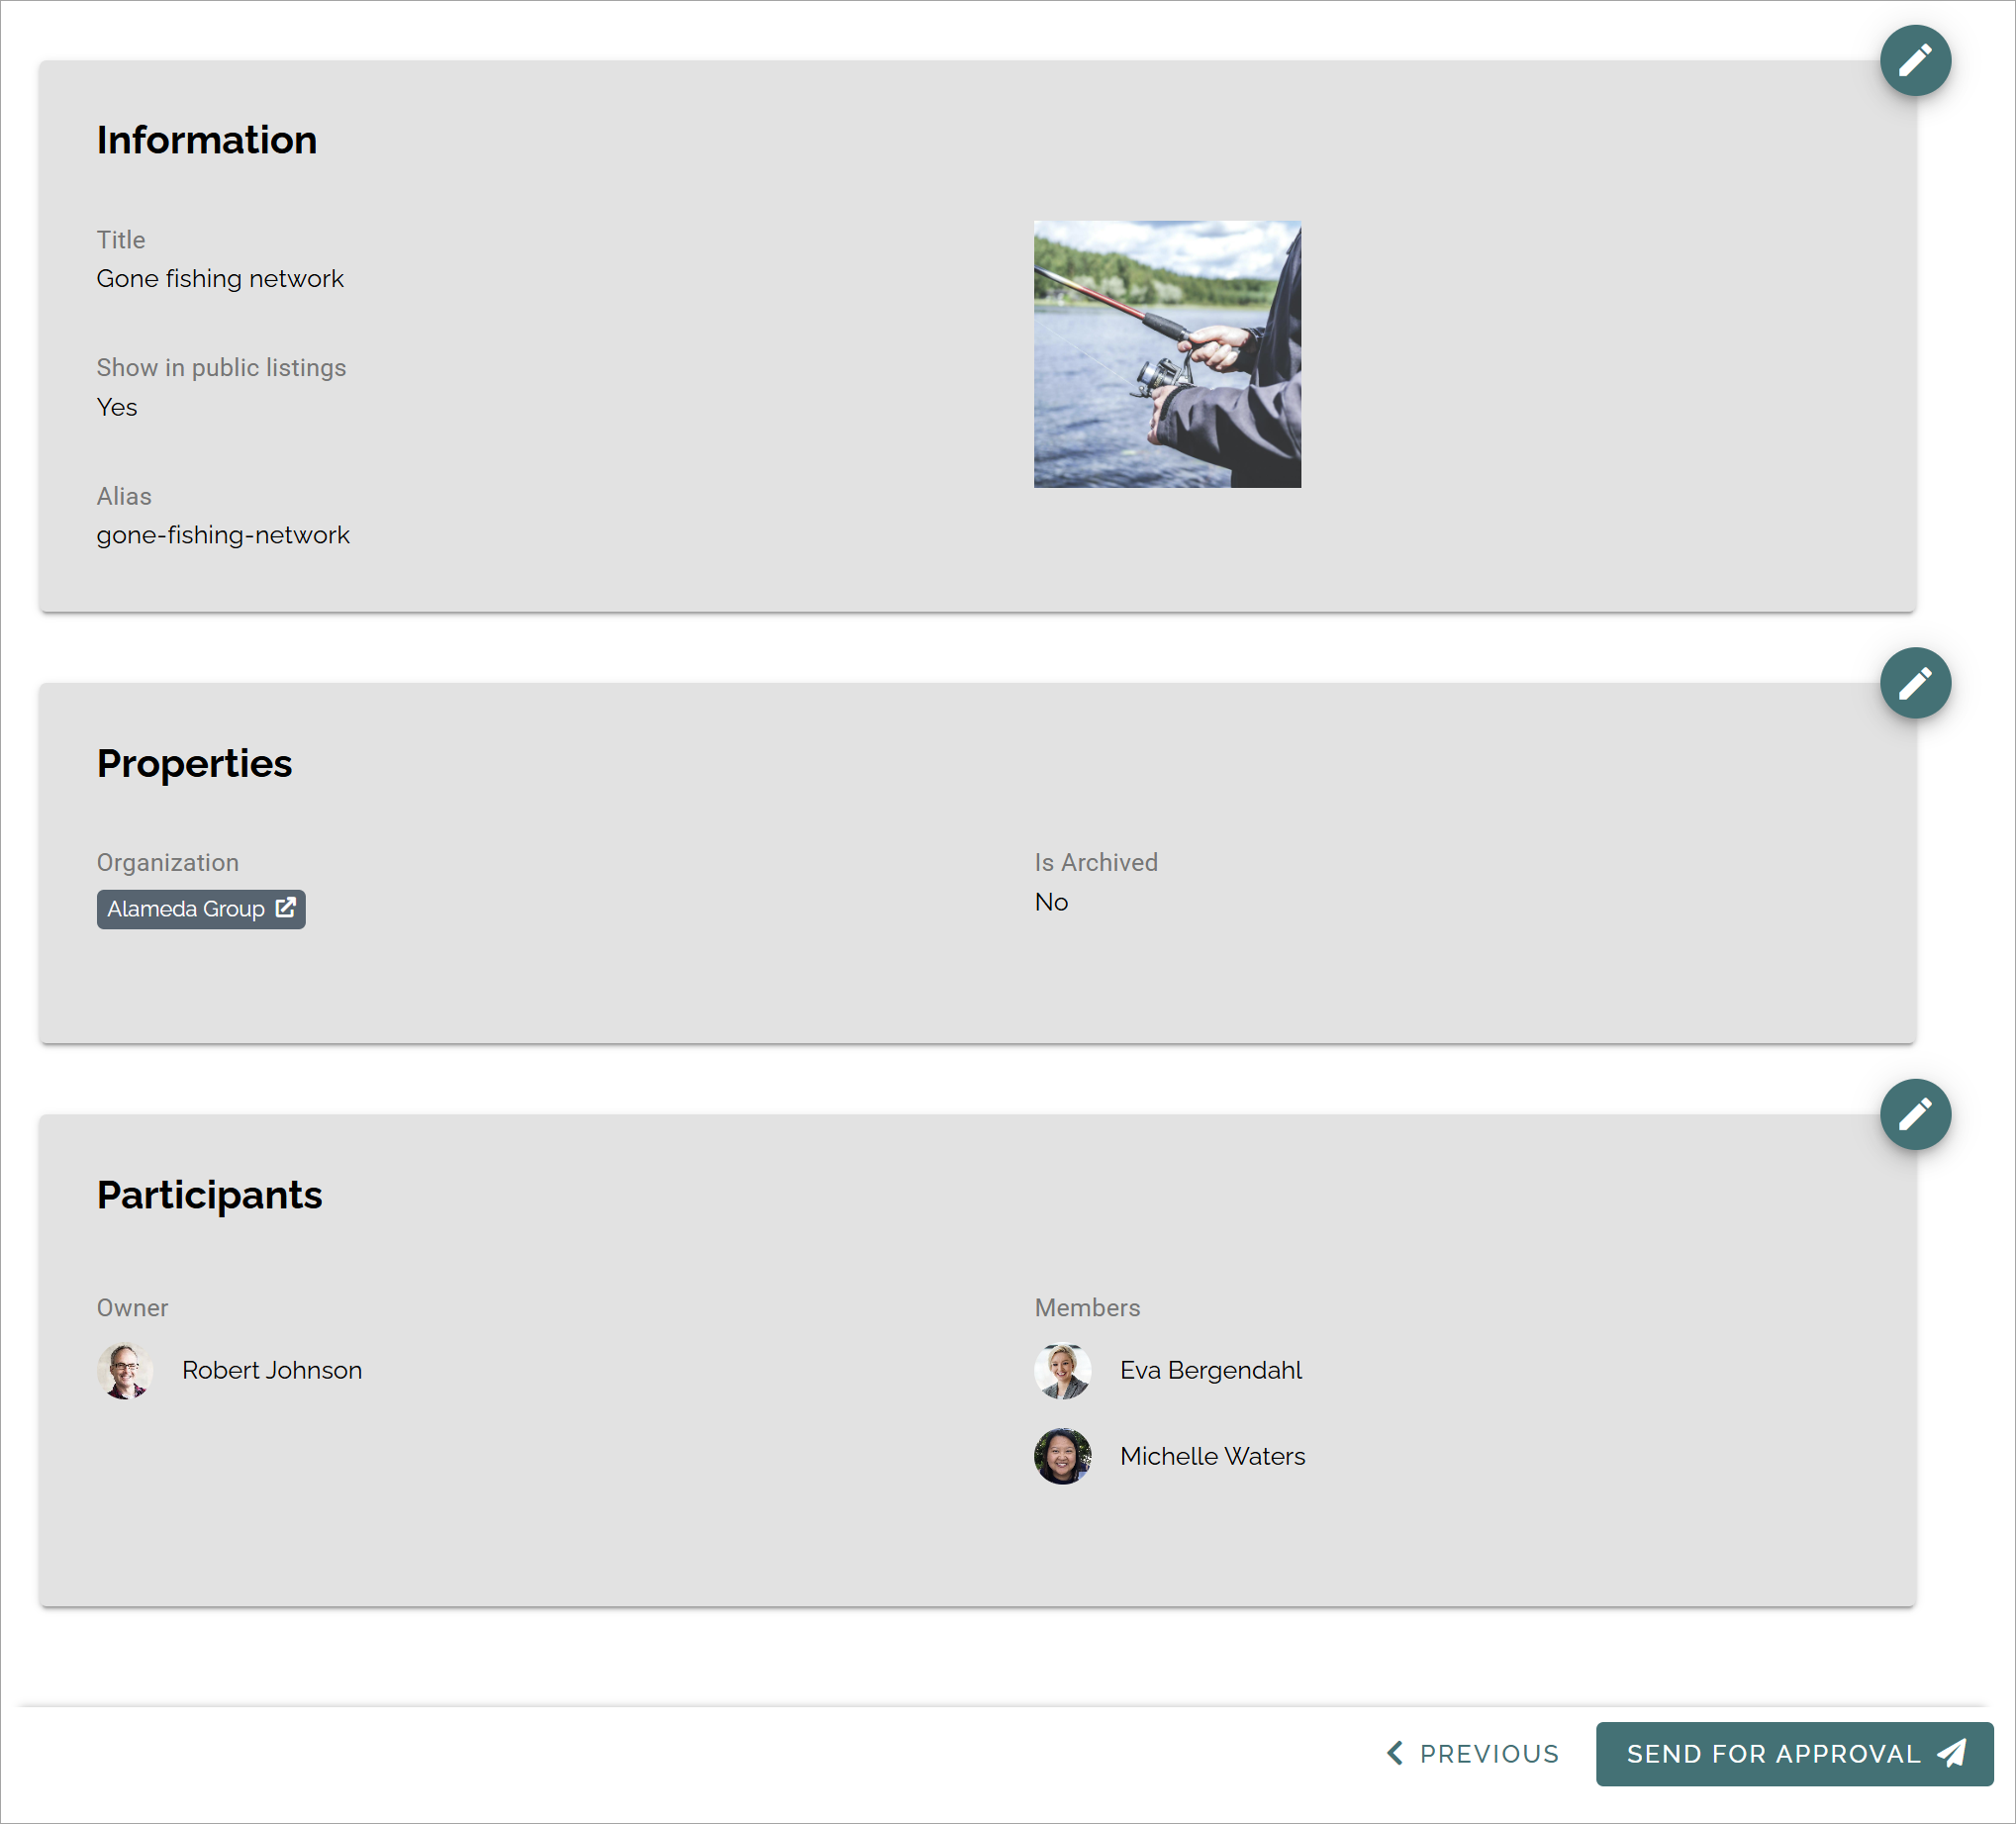 Information
Title
Gone fishing network
Show in public listings
Yes
Alias
gone-fishing-network
Properties
Organization
Alameda Group
Is Archived
No
Participants
Owner
Robert Johnson
Members
Eva Bergendahl
Michelle Waters
PREVIOUS
SEND FOR APPROVAL